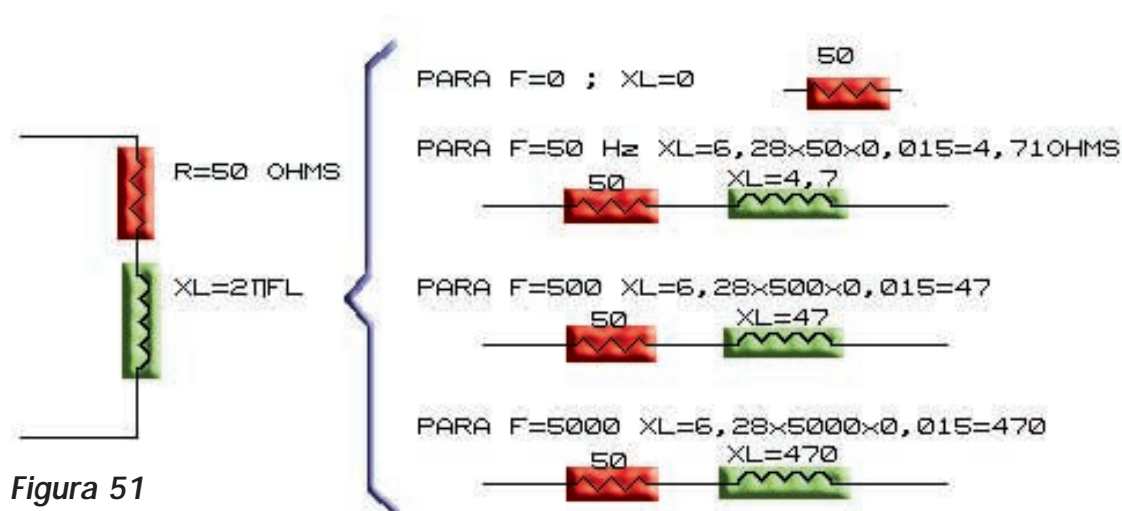 R=50 OHMS
XL=2πFL
PARA F=0 ; XL=0
50
PARA F=50 Hz XL=6,28x50x0,015=4,71OHMS
50 XL=4,7
PARA F=500 XL=6,28x500x0,015=47
50 XL=47
PARA F=5000 XL=6,28x5000x0,015=470
50 XL=470
Figura 51